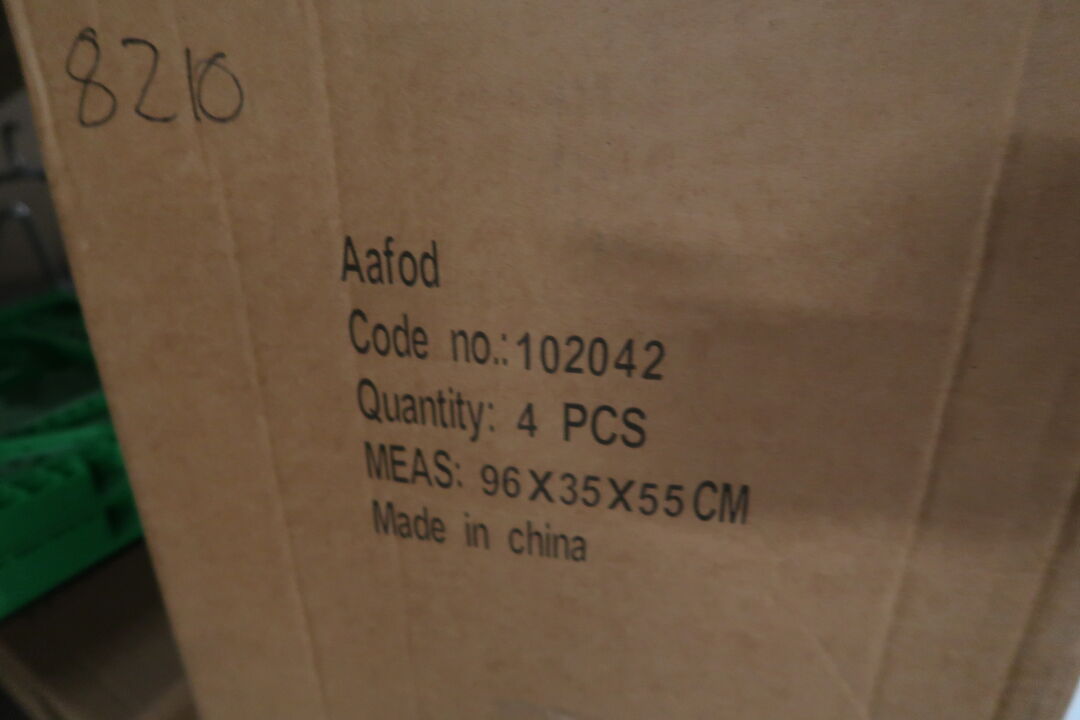 8210
Aafod
Code no.:102042
Quantity: 4 PCS
MEAS: 96X35X55CM
Made in china